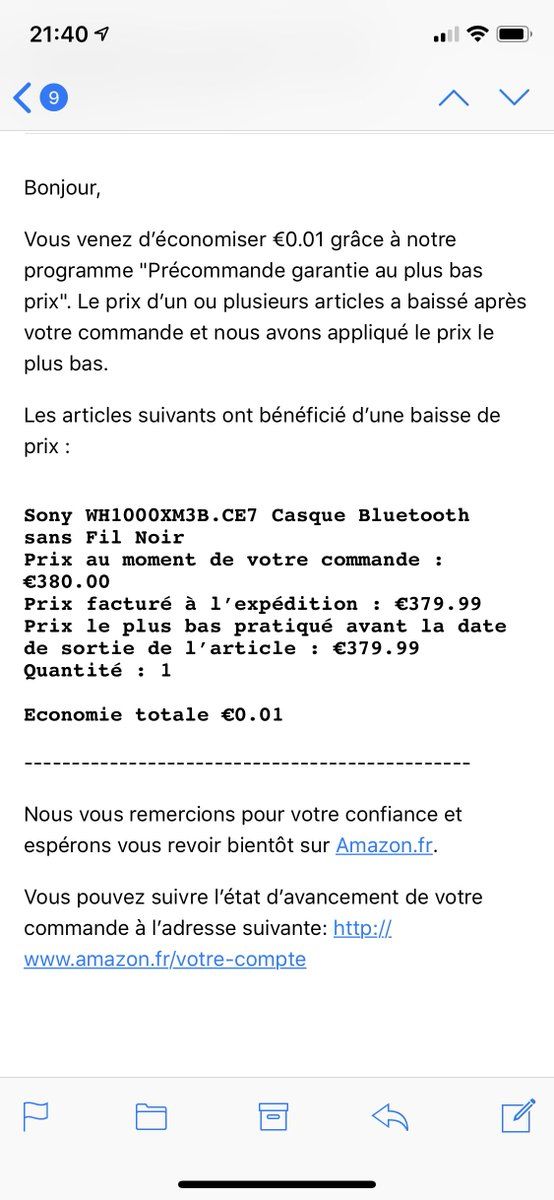 21:40
9
Bonjour,
Vous venez d’économiser €0.01 grâce à notre
programme "Précommande garantie au plus bas
prix". Le prix d’un ou plusieurs articles a baissé après
votre commande et nous avons appliqué le prix le
plus bas.
Les articles suivants ont bénéficié d’une baisse de
prix :
Sony WH1000XM3B.CE7 Casque Bluetooth
sans Fil Noir
Prix au moment de votre commande :
€380.00
Prix facturé à l’expédition : €379.99
Prix le plus bas pratiqué avant la date
de sortie de l’article : €379.99
Quantité : 1
Economie totale €0.01
-----------------------------------------------
Nous vous remercions pour votre confiance et
espérons vous revoir bientôt sur Amazon.fr.
Vous pouvez suivre l’état d’avancement de votre
commande à l’adresse suivante: http://
www.amazon.fr/votre-compte